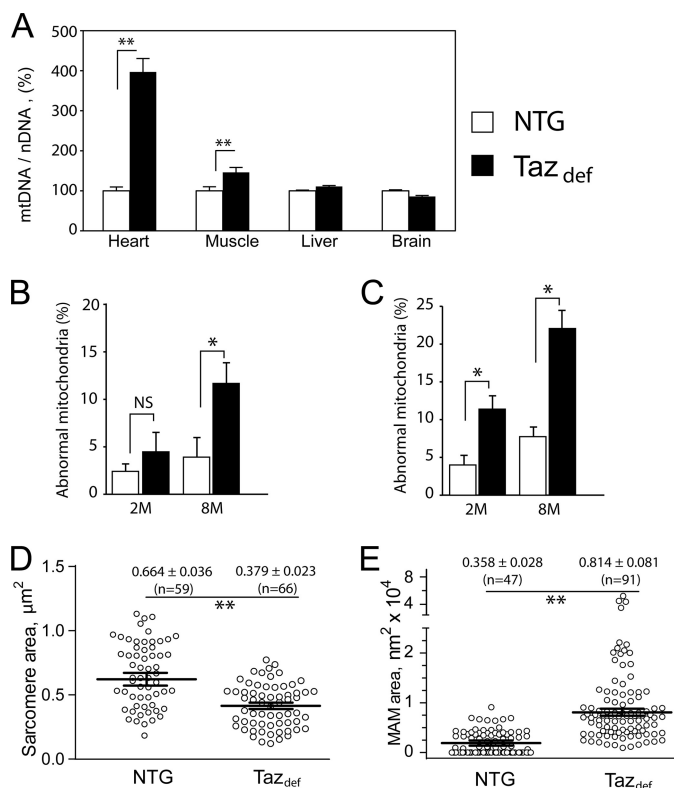 A
500
400
300
200
100
0
mtDNA / nDNA , (%)
**
**
Heart
Muscle
Liver
Brain
NTG
Taz def
B
20
15
10
5
0
Abnormal mitochondria (%)
NS
*
2M
8M
C
25
20
15
10
5
0
Abnormal mitochondria (%)
*
*
2M
8M
D
1.5
1.0
0.5
0.0
Sarcomere area, µm2
0.664 ± 0.036
(n=59)
0.379 ± 0.023
(n=66)
**
NTG
Tazdef
E
8
4
2
1
0
MAM area, nm2 x 104
0.358 ± 0.028
(n=47)
0.814 ± 0.081
(n=91)
**
NTG
Tazdef